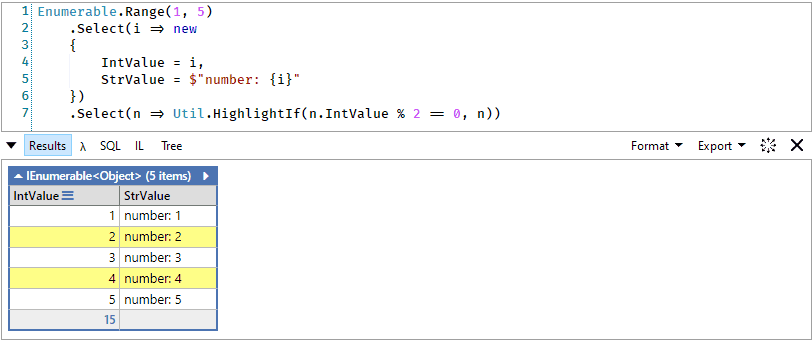 1 Enumerable.Range(1, 5)
2     .Select(i => new
3     {
4         IntValue = i,
5         StrValue = $"number: {i}"
6     })
7     .Select(n => Util.HighlightIf(n.IntValue % 2 == 0, n))
Results λ SQL IL Tree Format Export
IEnumerable<Object> (5 items)
IntValue StrValue
1 number: 1
2 number: 2
3 number: 3
4 number: 4
5 number: 5
15